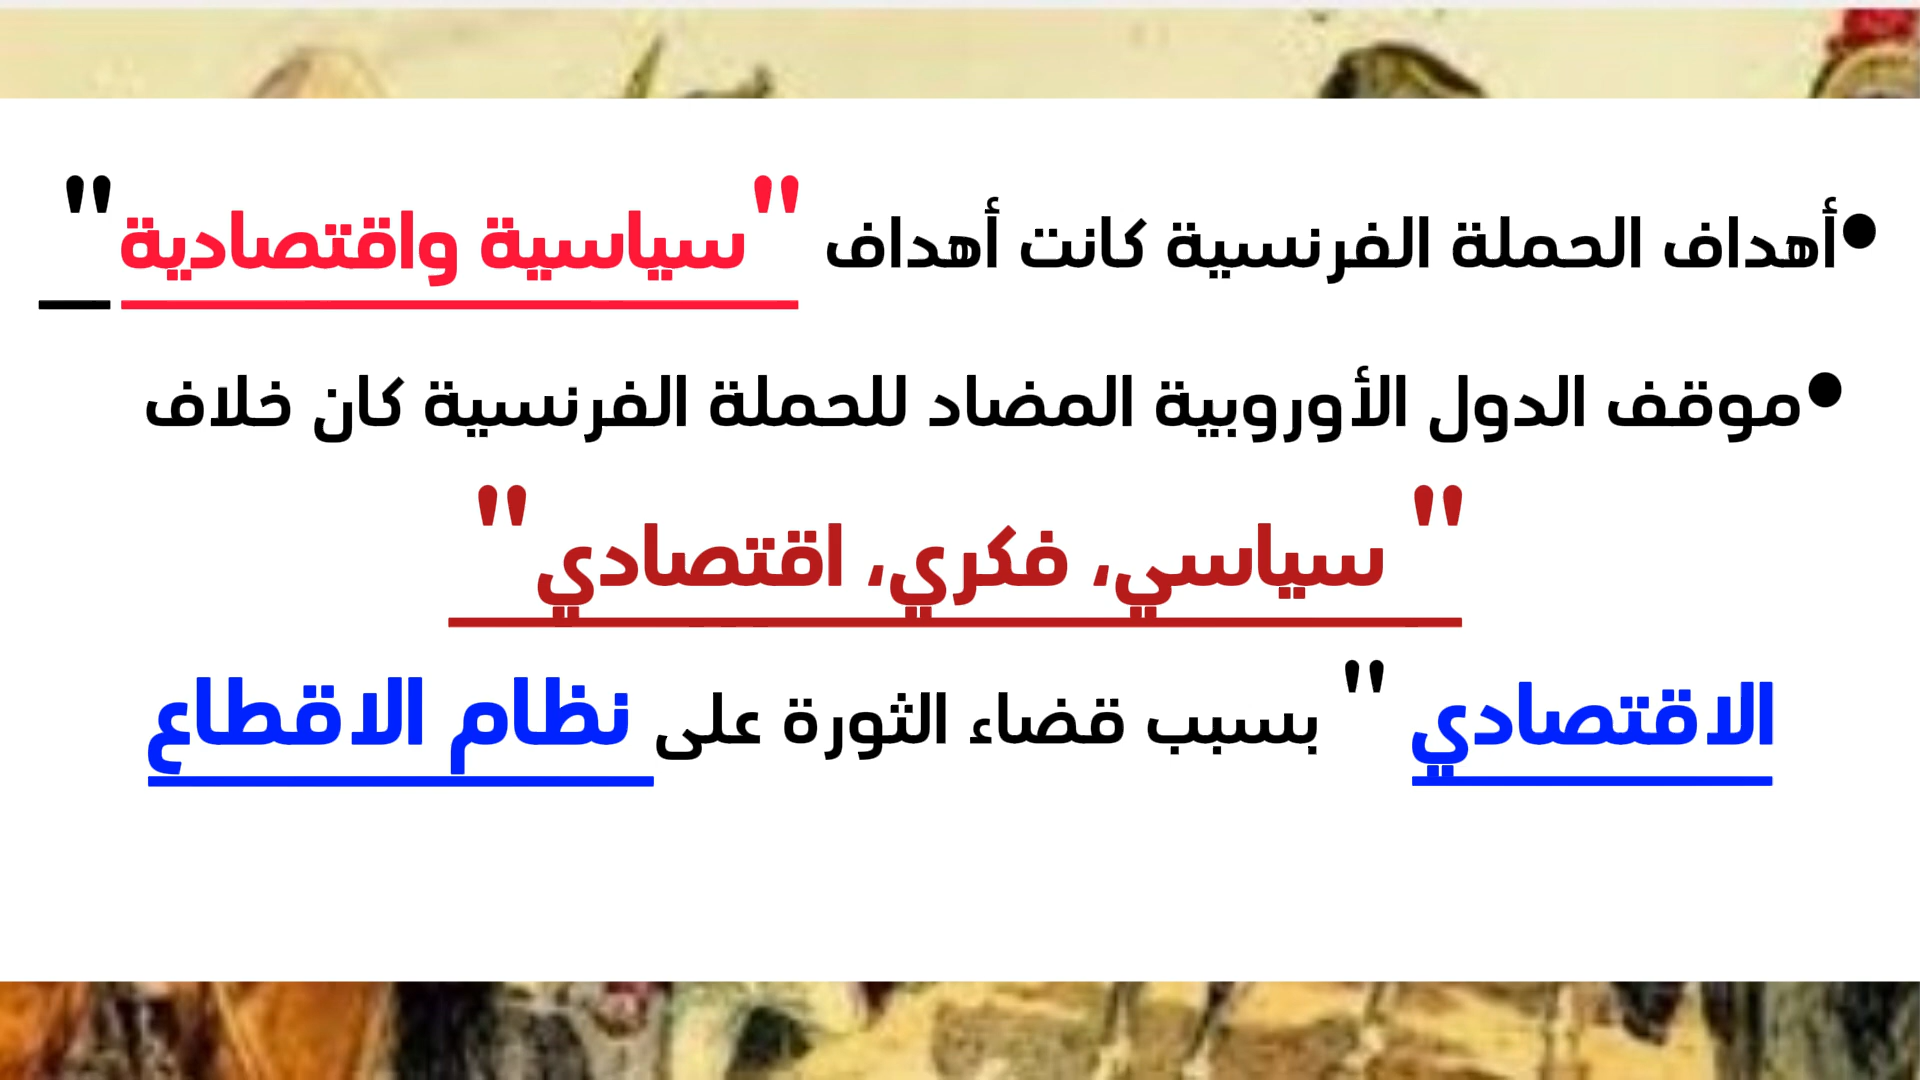 •أهداف الحملة الفرنسية كانت أهداف "سياسية واقتصادية"
•موقف الدول الأوروبية المضاد للحملة الفرنسية كان خلاف
" سياسي، فكري، اقتصادي "
الاقتصادي " بسبب قضاء الثورة على نظام الاقطاع